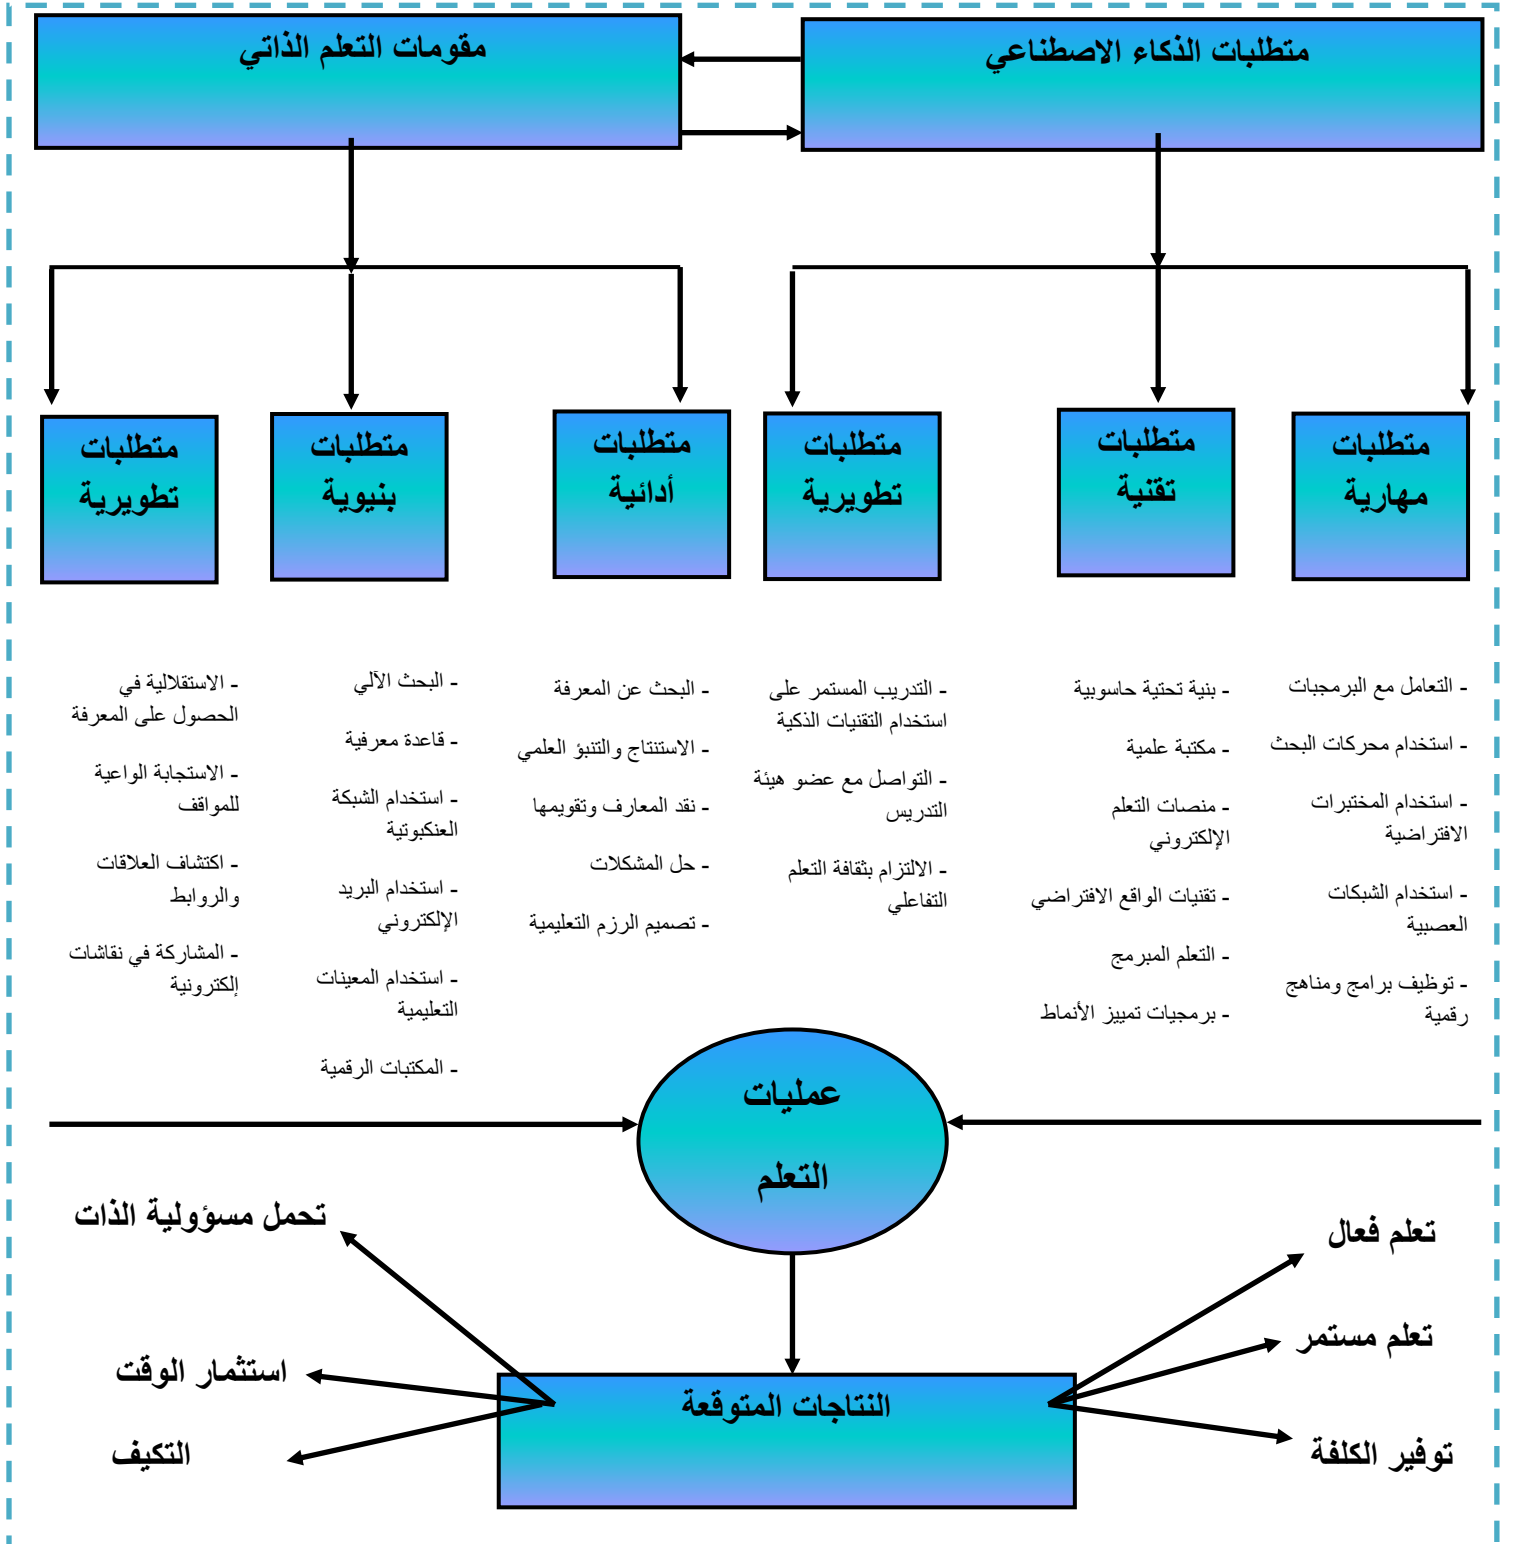 متطلبات الذكاء الاصطناعي
مقومات التعلم الذاتي
متطلبات
مهارية
متطلبات
تقنية
متطلبات
تطويرية
متطلبات
أدائية
متطلبات
بنيوية
متطلبات
تطويرية
- التعامل مع البرمجيات
- استخدام محركات البحث
- استخدام المختبرات
الافتراضية
- استخدام الشبكات
العصبية
- توظيف برامج ومناهج
رقمية
- بنية تحتية حاسوبية
- مكتبة علمية
- منصات التعلم
الإلكتروني
- تقنيات الواقع الافتراضي
- التعلم المبرمج
- برمجيات تمييز الأنماط
- التدريب المستمر على
استخدام التقنيات الذكية
- التواصل مع عضو هيئة
التدريس
- الالتزام بثقافة التعلم
التفاعلي
- البحث عن المعرفة
- الاستنتاج والتنبؤ العلمي
- نقد المعارف وتقويمها
- حل المشكلات
- تصميم الرزم التعليمية
- البحث الآلي
- قاعدة معرفية
- استخدام الشبكة
العنكبوتية
- استخدام البريد
الإلكتروني
- استخدام المعينات
التعليمية
- المكتبات الرقمية
- الاستقلالية في
الحصول على المعرفة
- الاستجابة الواعية
للمواقف
- اكتشاف العلاقات
والروابط
- المشاركة في نقاشات
إلكترونية
عمليات
التعلم
تعلم فعال
تعلم مستمر
توفير الكلفة
النتاجات المتوقعة
تحمل مسؤولية الذات
استثمار الوقت
التكيف